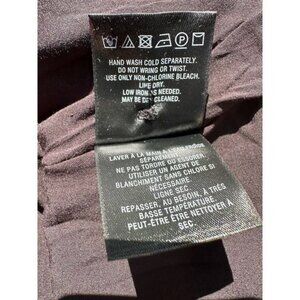 HAND WASH COLD SEPARATELY.
DO NOT WRING OR TWIST.
USE ONLY NON-CHLORINE BLEACH.
LINE DRY.
LOW IRON AS NEEDED.
MAY BE DRY CLEANED.
LAVER À LA MAIN À L'EAU
SÉPARÉMENT.
NE PAS TORDRE OU ESSORER
UTILISER UN AGENT DE
BLANCHIMENT SANS CHLORE SI
NÉCESSAIRE.
LIGNE SEC.
REPASSER, AU BESOIN, À TRÈS
BASSE TEMPÉRATURE
PEUT-ÊTRE ÊTRE NETTOYER À
SEC.